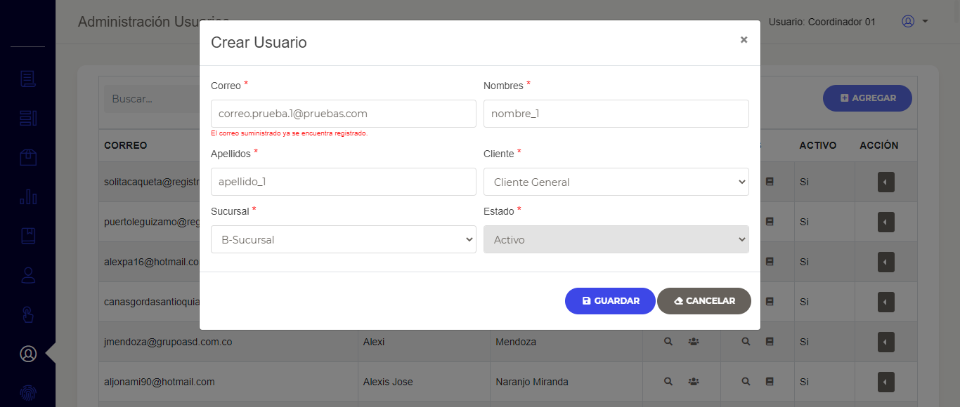 Administración Usuarios
Usuario: Coordinador 01
Crear Usuario
×
Correo *
Nombres *
correo.prueba.1@pruebas.com
nombre_1
El correo suministrado ya se encuentra registrado.
Apellidos *
Cliente *
apellido_1
Cliente General
Sucursal *
Estado *
B-Sucursal
Activo
GUARDAR
CANCELAR
Buscar...
AGREGAR
CORREO
ACTIVO
ACCIÓN
solitacaqueta@registr
Si
puertoleguizamo@reg
Si
alexpa16@hotmail.co
Si
canasgordasantioquia
Si
jmendoza@grupoasd.com.co
Alexi
Mendoza
Si
aljonami90@hotmail.com
Alexis Jose
Naranjo Miranda
Si